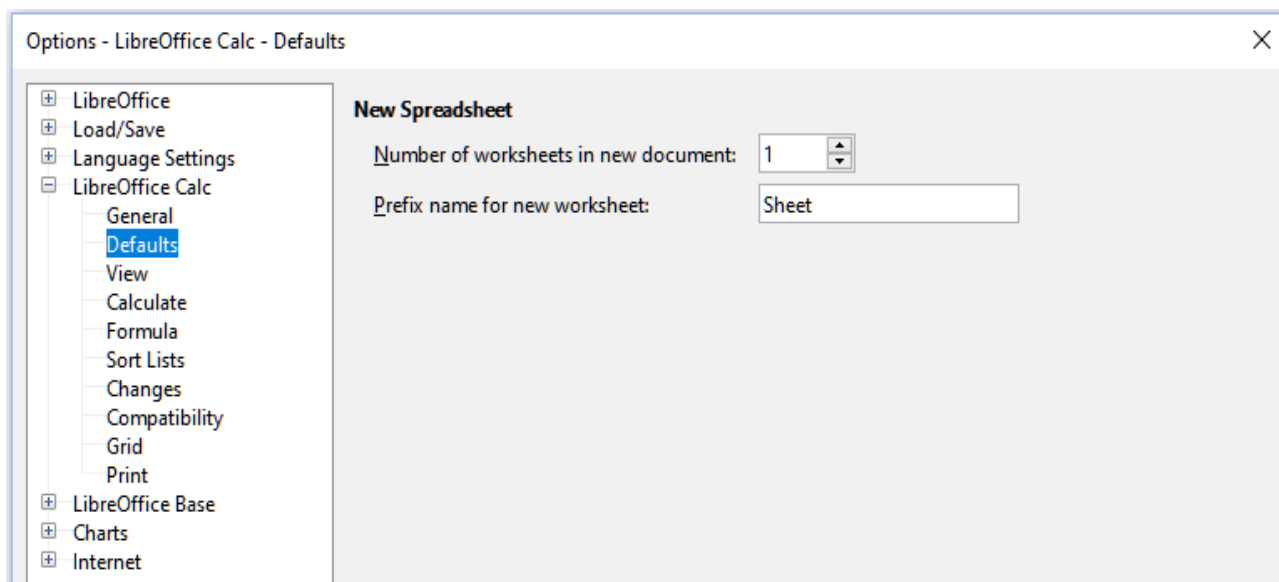 Options - LibreOffice Calc - Defaults
LibreOffice
Load/Save
Language Settings
LibreOffice Calc
General
Defaults
View
Calculate
Formula
Sort Lists
Changes
Compatibility
Grid
Print
LibreOffice Base
Charts
Internet
New Spreadsheet
Number of worksheets in new document: 1
Prefix name for new worksheet: Sheet